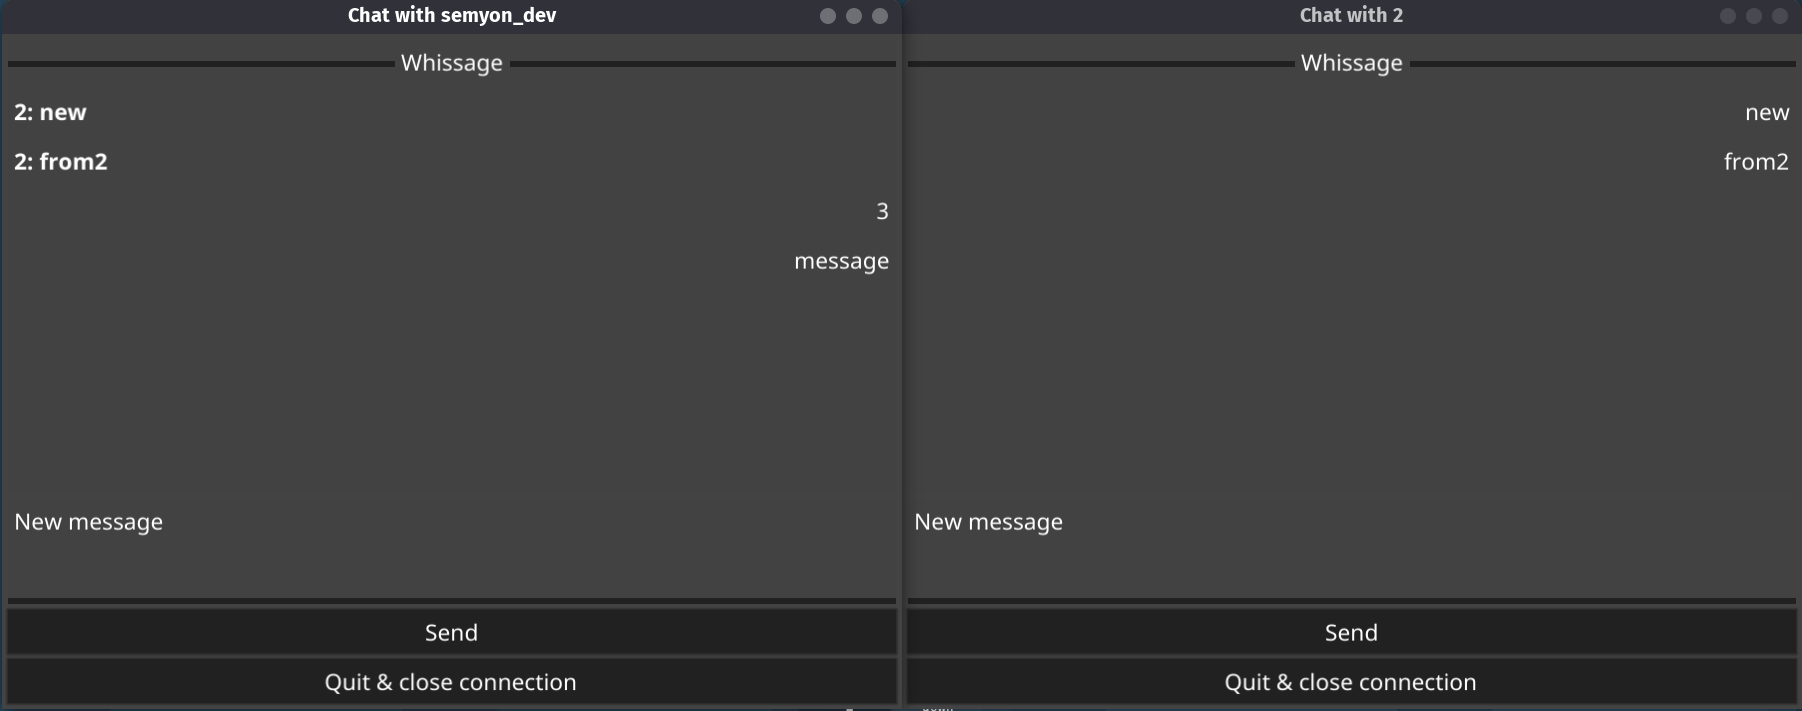 Chat with semyon_dev
Whissage
2: new
2: from2
3
message
New message
Send
Quit & close connection
Chat with 2
Whissage
new
from2
New message
Send
Quit & close connection